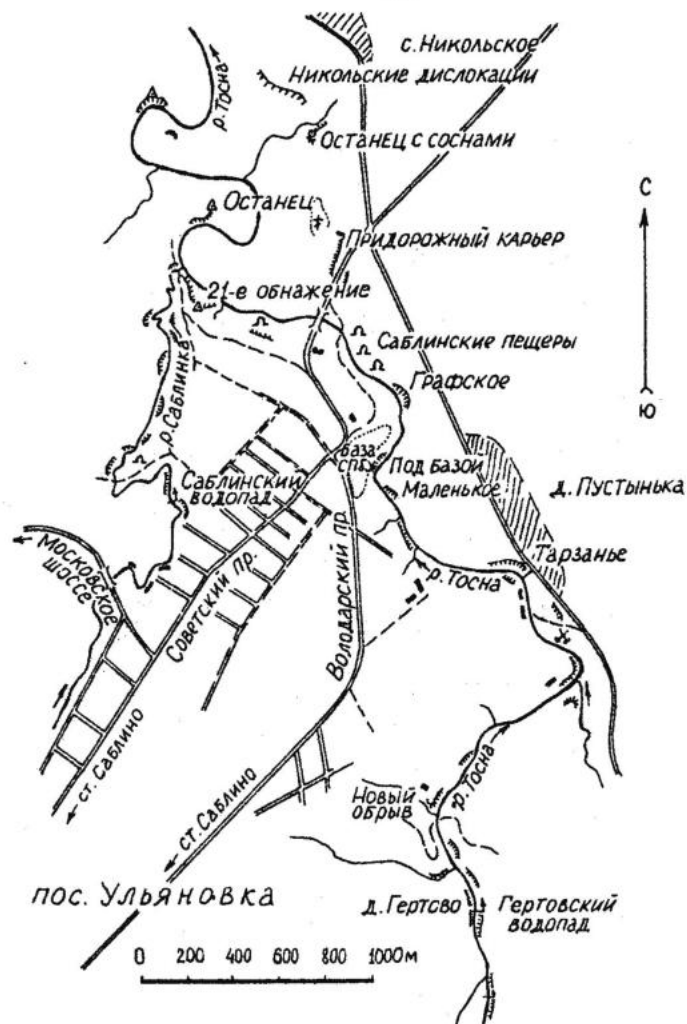 с. Никольское
Никольские дислокации
р. Тосна
Останец с соснами
С
Останец
Придорожный карьер
21-е обнажение
Саблинские пещеры
Графское
Ю
р. Саблинка
База
Под базой
Саблинский
водопад
Маленькое
д. Пустынька
Московское
шоссе
Советский пр.
Володарский пр.
р. Тосна
Тарзанье
ст. Саблино
ст. Саблино
Новый
обрыв
р. Тосна
пос. Ульяновка
д. Гертово
Гертовский
водопад
0 200 400 600 800 1000 м